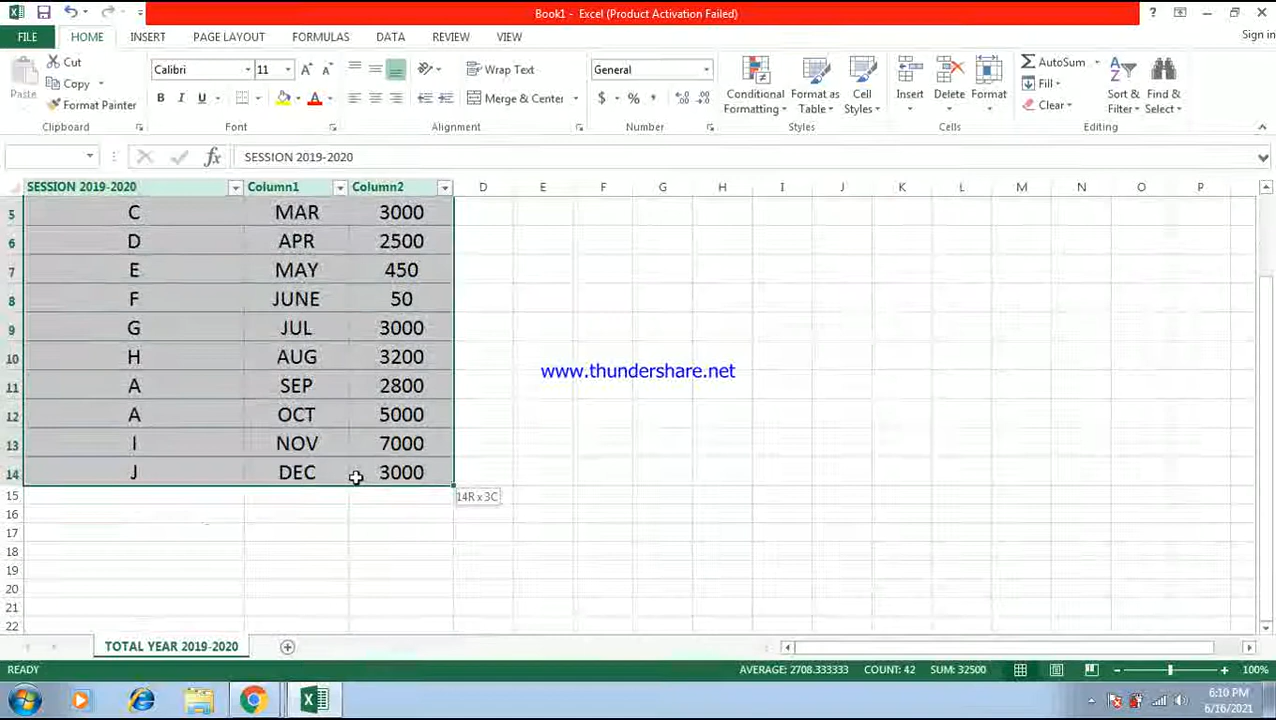 Book1 - Excel (Product Activation Failed)
Sign in
FILE HOME INSERT PAGE LAYOUT FORMULAS DATA REVIEW VIEW
Cut
Copy
Format Painter
Paste
Clipboard
Calibri 11
B I U
Font
Wrap Text
Merge & Center
Alignment
General
$ % ,
Number
Conditional Formatting
Format as Table
Cell Styles
Styles
Insert
Delete
Format
Cells
AutoSum
Fill
Clear
Sort & Filter
Find & Select
Editing
fx SESSION 2019-2020
SESSION 2019-2020 Column1 Column2 D E F G H I J K L M N O P
5 C MAR 3000
6 D APR 2500
7 E MAY 450
8 F JUNE 50
9 G JUL 3000
10 H AUG 3200
www.thundershare.net
11 A SEP 2800
12 A OCT 5000
13 I NOV 7000
14 J DEC 3000
14R x 3C
15
16
17
18
19
20
21
22
TOTAL YEAR 2019-2020
READY AVERAGE: 2708.333333 COUNT: 42 SUM: 32500 100%
6:10 PM
6/16/2021